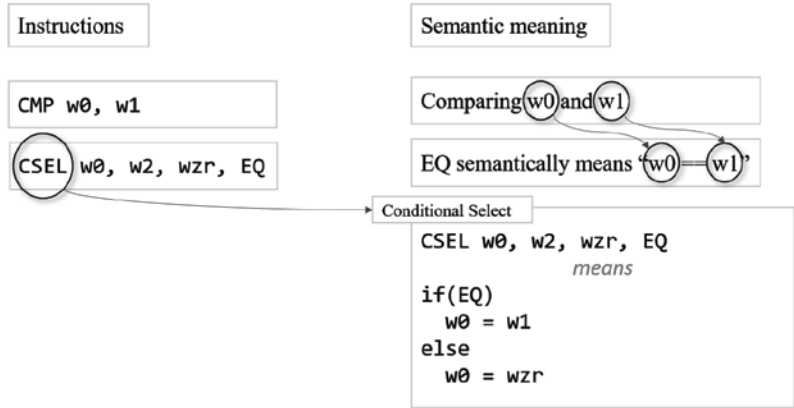 Instructions
Semantic meaning
CMP w0, w1
Comparing w0 and w1
CSEL w0, w2, wzr, EQ
EQ semantically means “w0==w1”
Conditional Select
CSEL w0, w2, wzr, EQ
means
if(EQ)
w0 = w1
else
w0 = wzr